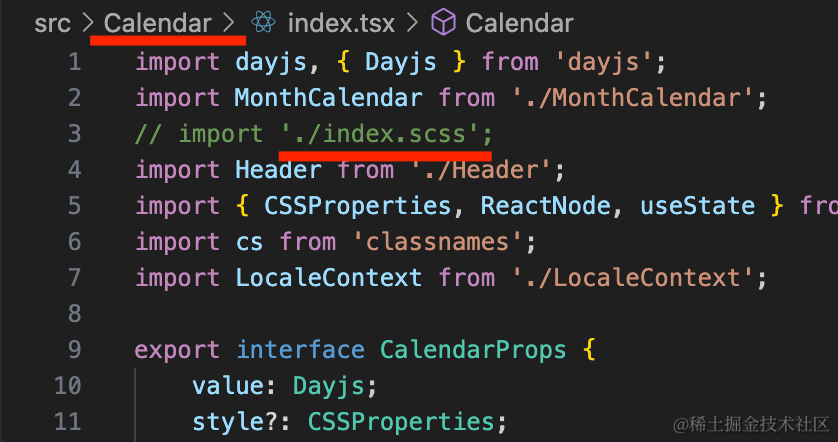 src > Calendar > index.tsx > Calendar
1 import dayjs, { Dayjs } from 'dayjs';
2 import MonthCalendar from './MonthCalendar';
3 // import './index.scss';
4 import Header from './Header';
5 import { CSSProperties, ReactNode, useState } fro
6 import cs from 'classnames';
7 import LocaleContext from './LocaleContext';
8
9 export interface CalendarProps {
10 value: Dayjs;
11 style?: CSSProperties;
@稀土掘金技术社区